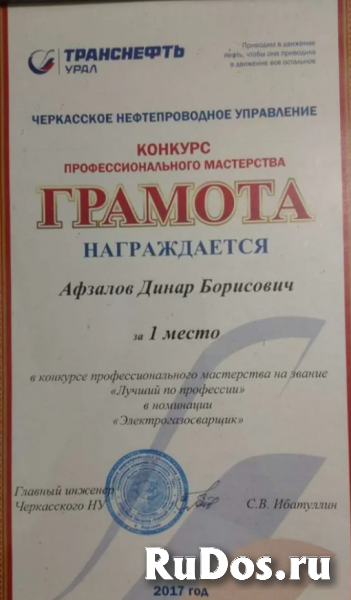 ТРАНСНЕФТЬ
УРАЛ
Приводим в движение
нефть, чтобы она приводила
в движение все остальное
ЧЕРКАССКОЕ НЕФТЕПРОВОДНОЕ УПРАВЛЕНИЕ
КОНКУРС
ПРОФЕССИОНАЛЬНОГО МАСТЕРСТВА
ГРАМОТА
НАГРАЖДАЕТСЯ
Афзалов Динар Борисович
за 1 место
в конкурсе профессионального мастерства на звание
«Лучший по профессии»
в номинации
«Электрогазосварщик»
Главный инженер
Черкасского НУ
С.В. Ибатуллин
2017 год
RuDos.ru